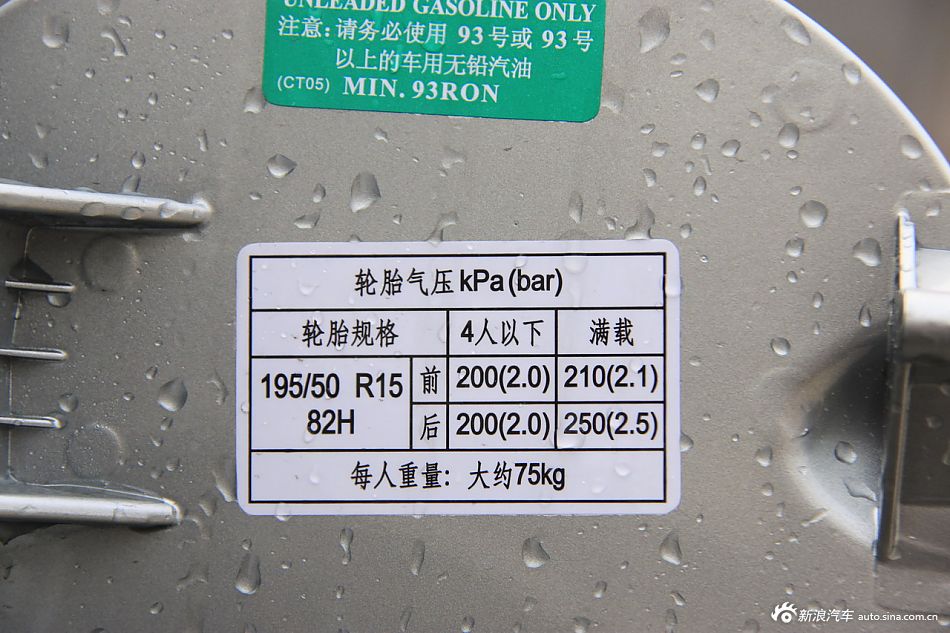 UNLEADED GASOLINE ONLY
注意:请务必使用 93号或 93号
以上的车用无铅汽油
(CT05) MIN. 93RON
轮胎气压 kPa(bar)
轮胎规格 4人以下 满载
195/50 R15 前 200(2.0) 210(2.1)
82H 后 200(2.0) 250(2.5)
每人重量: 大约75kg
新浪汽车 auto.sina.com.cn